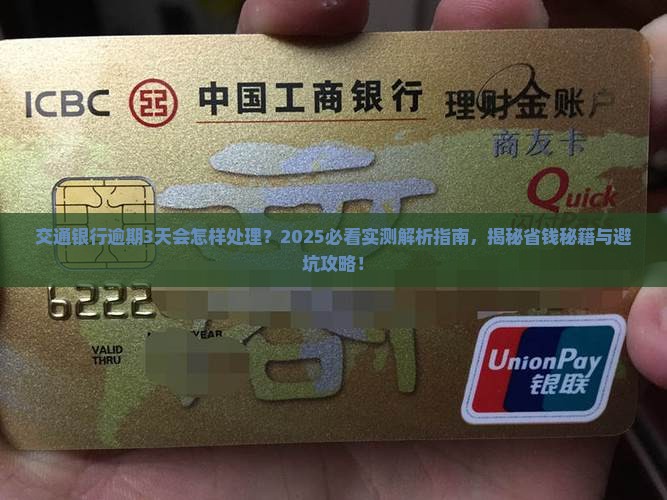 ICBC 中国工商银行 理财金账户
商友卡
Quick
交通银行逾期3天会怎样处理？2025必看实测解析指南，揭秘省钱秘籍与避
坑攻略！
6222
YEAR
VALID
THRU
UnionPay
银联